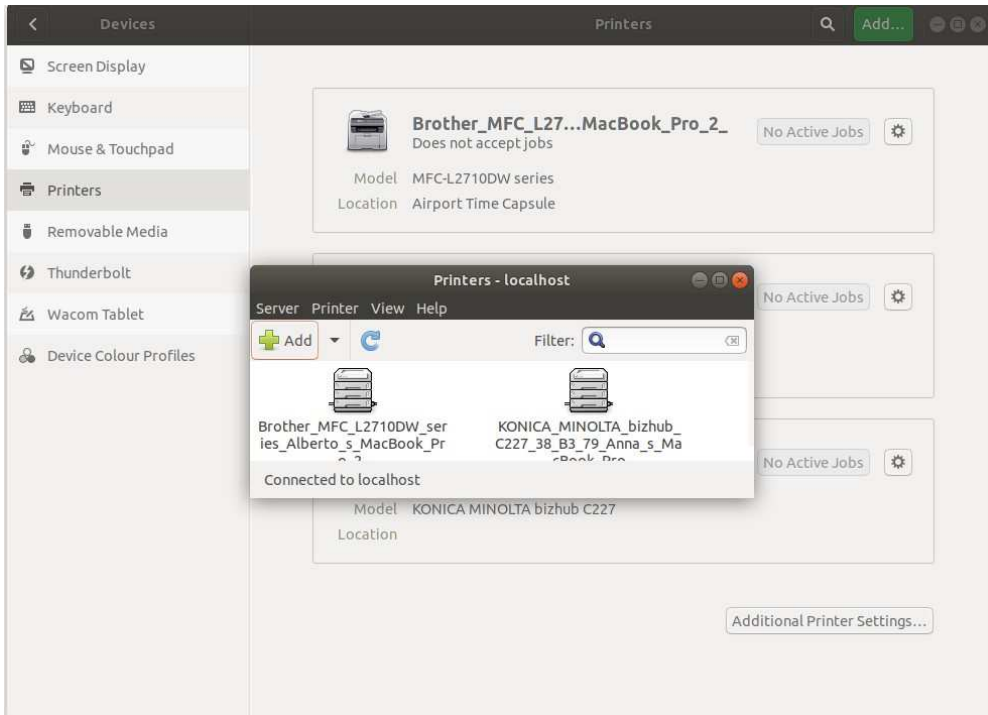 Devices
Printers
Add...
Screen Display
Keyboard
Mouse & Touchpad
Printers
Removable Media
Thunderbolt
Wacom Tablet
Device Colour Profiles
Brother_MFC_L27...MacBook_Pro_2_
Does not accept jobs
No Active Jobs
Model MFC-L2710DW series
Location Airport Time Capsule
No Active Jobs
Printers - localhost
Server Printer View Help
Add
Filter:
Brother_MFC_L2710DW_ser
ies_Alberto_s_MacBook_Pr
o_2_
KONICA_MINOLTA_bizhub_
C227_38_B3_79_Anna_s_Ma
cBook_Pro
Connected to localhost
No Active Jobs
Model KONICA MINOLTA bizhub C227
Location
Additional Printer Settings...